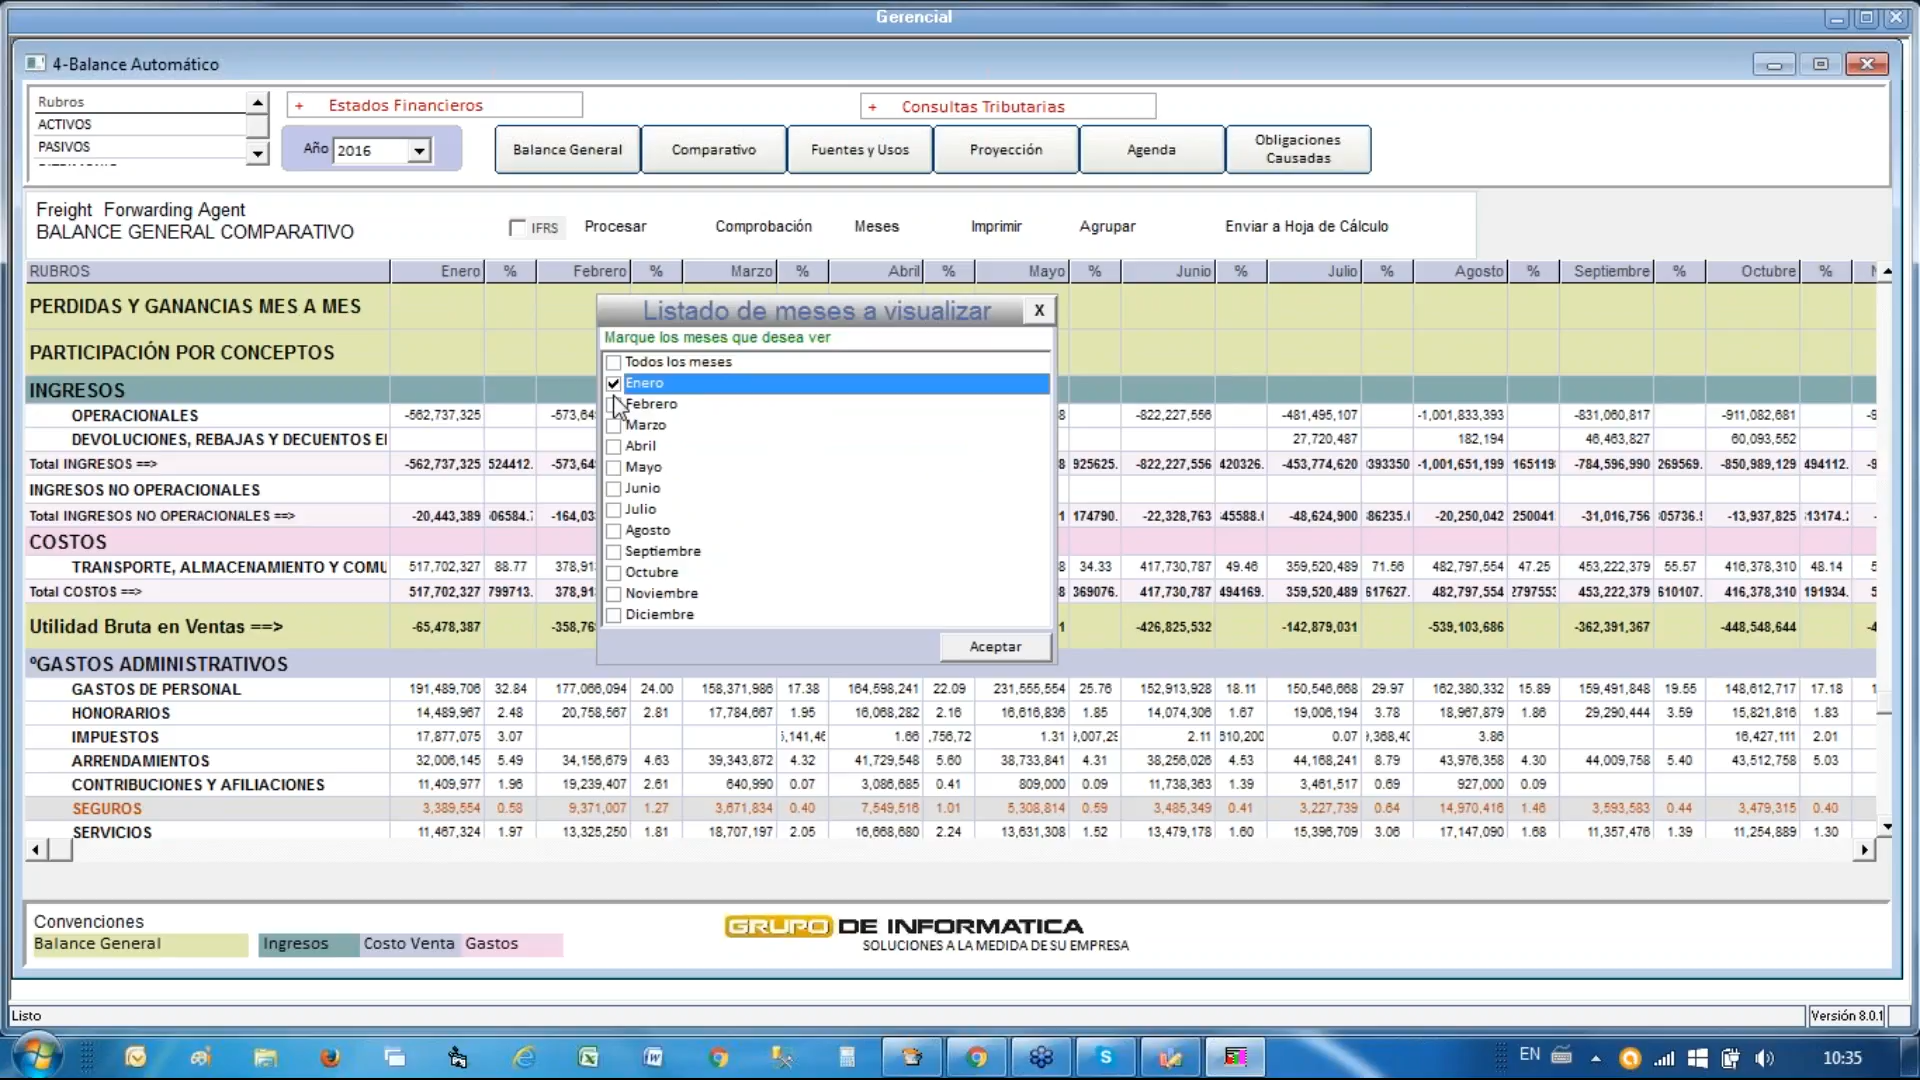 Gerencial
4-Balance Automático
Rubros
ACTIVOS
PASIVOS
+ Estados Financieros
+ Consultas Tributarias
Año 2016
Balance General
Comparativo
Fuentes y Usos
Proyección
Agenda
Obligaciones
Causadas
Freight Forwarding Agent
BALANCE GENERAL COMPARATIVO
IFRS
Procesar
Comprobación
Meses
Imprimir
Agrupar
Enviar a Hoja de Cálculo
RUBROS Enero % Febrero % Marzo % Abril % Mayo % Junio % Julio % Agosto % Septiembre % Octubre %
PERDIDAS Y GANANCIAS MES A MES
PARTICIPACIÓN POR CONCEPTOS
INGRESOS
OPERACIONALES -562,737,325 -822,227,556 -481,495,107 -1,001,833,393 -831,060,817 -911,082,681
DEVOLUCIONES, REBAJAS Y DECUENTOS 27,720,487 182,194 46,463,827 60,093,552
Total INGRESOS ==> -562,737,325 524412. 925625. -822,227,556 420326. -453,774,620 -1,001,651,199 -784,596,990 269569. -850,989,129 494112.
INGRESOS NO OPERACIONALES
Total INGRESOS NO OPERACIONALES ==> -20,443,389 174790. -22,328,763 -48,624,900 -20,250,042 250041 -31,016,756 -13,937,825
COSTOS
TRANSPORTE, ALMACENAMIENTO Y COMU 517,702,327 88.77 34.33 417,730,787 49.46 359,520,489 71.56 482,797,554 47.25 453,222,379 55.57 416,378,310 48.14
Total COSTOS ==> 517,702,327 799713. 369076. 417,730,787 494169. 359,520,489 617627. 482,797,554 453,222,379 610107. 416,378,310 191934.
Utilidad Bruta en Ventas ==> -65,478,387 -426,825,532 -142,879,031 -539,103,686 -362,391,367 -448,548,644
ºGASTOS ADMINISTRATIVOS
GASTOS DE PERSONAL 191,489,706 32.84 177,066,094 24.00 158,371,986 17.38 164,598,241 22.09 231,555,554 25.76 152,913,928 18.11 150,546,668 29.97 162,380,332 15.89 159,491,848 19.55 148,612,717 17.18
HONORARIOS 14,489,967 2.48 20,758,567 2.81 17,784,667 1.95 16,068,282 2.16 16,616,836 1.85 14,074,306 1.67 19,006,194 3.78 18,967,879 1.86 29,290,444 3.59 15,821,816 1.83
IMPUESTOS 17,877,075 3.07 1.66 1.31 2.11 0.07 3.86 16,427,111 2.01
ARRENDAMIENTOS 32,006,145 5.49 34,156,679 4.63 39,343,872 4.32 41,729,548 5.60 38,733,841 4.31 38,256,026 4.53 44,168,241 8.79 43,976,358 4.30 44,009,758 5.40 43,512,758 5.03
CONTRIBUCIONES Y AFILIACIONES 11,409,977 1.96 19,239,407 2.61 640,990 0.07 3,086,685 0.41 809,000 0.09 11,738,363 1.39 3,461,517 0.69 927,000 0.09
SEGUROS 3,389,554 0.58 9,371,007 1.27 3,671,834 0.40 7,549,516 1.01 5,308,814 0.59 3,485,349 0.41 3,227,739 0.64 14,970,416 1.46 3,593,583 0.44 3,479,315 0.40
SERVICIOS 11,467,324 1.97 13,325,250 1.81 18,707,197 2.05 16,668,680 2.24 13,631,308 1.52 13,479,178 1.60 15,396,709 3.06 17,147,090 1.68 11,357,476 1.39 11,254,889 1.30
Listado de meses a visualizar X
Marque los meses que desea ver
Todos los meses
Enero
Febrero
Marzo
Abril
Mayo
Junio
Julio
Agosto
Septiembre
Octubre
Noviembre
Diciembre
Aceptar
Convenciones
Balance General
Ingresos
Costo Venta
Gastos
GRUPO DE INFORMATICA
SOLUCIONES A LA MEDIDA DE SU EMPRESA
Listo
Versión 8.0.1
EN
10:35